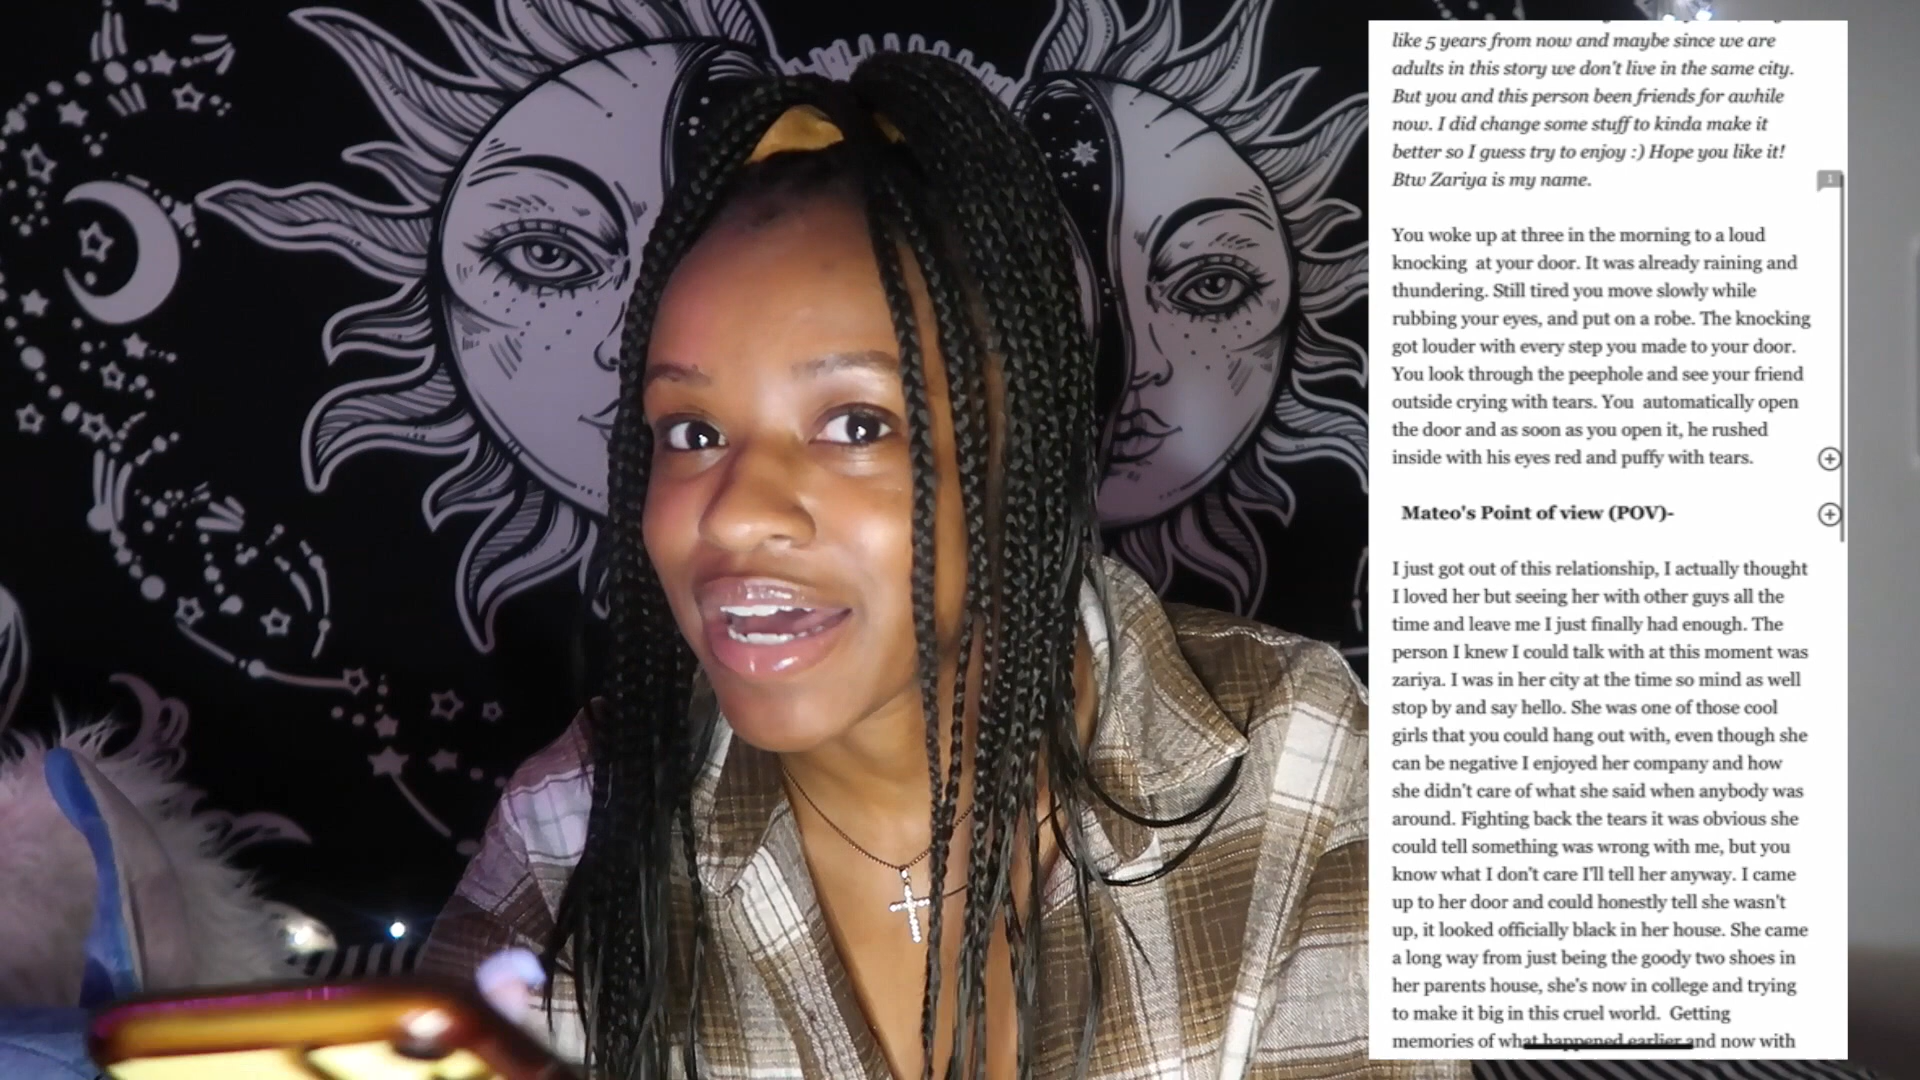 like 5 years from now and maybe since we are
adults in this story we don't live in the same city.
But you and this person been friends for awhile
now. I did change some stuff to kinda make it
better so I guess try to enjoy :) Hope you like it!
Btw Zariya is my name.
1
You woke up at three in the morning to a loud
knocking  at your door. It was already raining and
thundering. Still tired you move slowly while
rubbing your eyes, and put on a robe. The knocking
got louder with every step you made to your door.
You look through the peephole and see your friend
outside crying with tears. You  automatically open
the door and as soon as you open it, he rushed
inside with his eyes red and puffy with tears.
Mateo's Point of view (POV)-
I just got out of this relationship, I actually thought
I loved her but seeing her with other guys all the
time and leave me I just finally had enough. The
person I knew I could talk with at this moment was
zariya. I was in her city at the time so mind as well
stop by and say hello. She was one of those cool
girls that you could hang out with, even though she
can be negative I enjoyed her company and how
she didn't care of what she said when anybody was
around. Fighting back the tears it was obvious she
could tell something was wrong with me, but you
know what I don't care I'll tell her anyway. I came
up to her door and could honestly tell she wasn't
up, it looked officially black in her house. She came
a long way from just being the goody two shoes in
her parents house, she's now in college and trying
to make it big in this cruel world.  Getting
memories of what happened earlier and now with